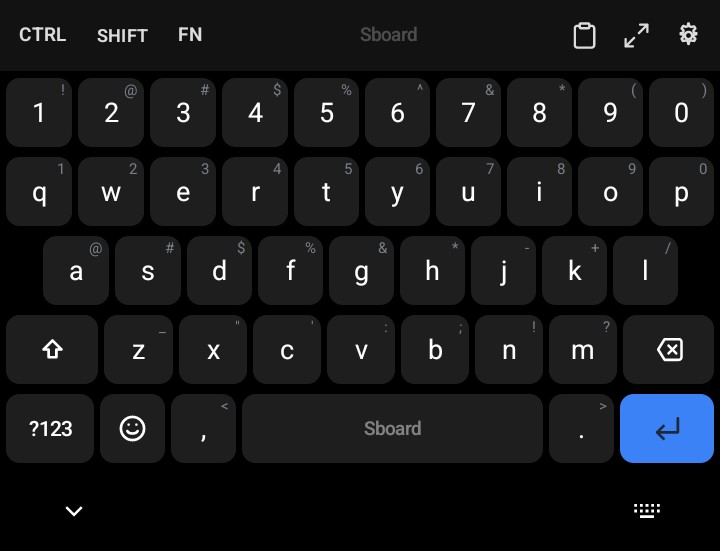 CTRL SHIFT FN Sboard
! @ # $ % ^ & * ( )
1 2 3 4 5 6 7 8 9 0
1 2 3 4 5 6 7 8 9 0
q w e r t y u i o p
@ # $ % & * - + /
a s d f g h j k l
_ " ' : ; ! ?
z x c v b n m
< >
?123 , Sboard .